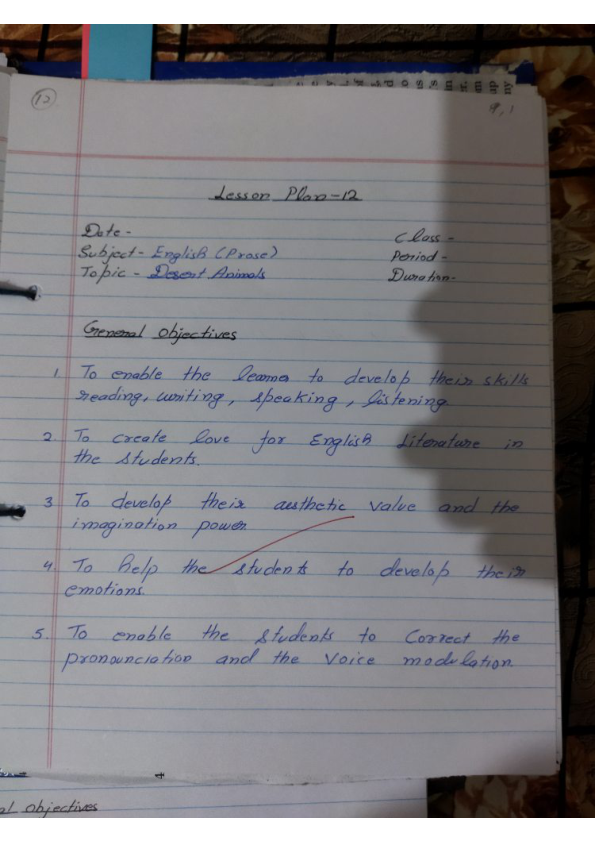 12
Lesson Plan-12
Date -
Class -
Subject - English (Prose)
Period -
Topic - Desert Animals
Duration-
General Objectives
1. To enable the learner to develop their skills
reading, writing, speaking, listening
2. To create love for English Literature in
the students.
3 To develop their austhetic value and the
imagination power.
4. To help the students to develop their
emotions.
5. To enable the students to correct the
pronounciation and the voice modulation.
4
al Objectives